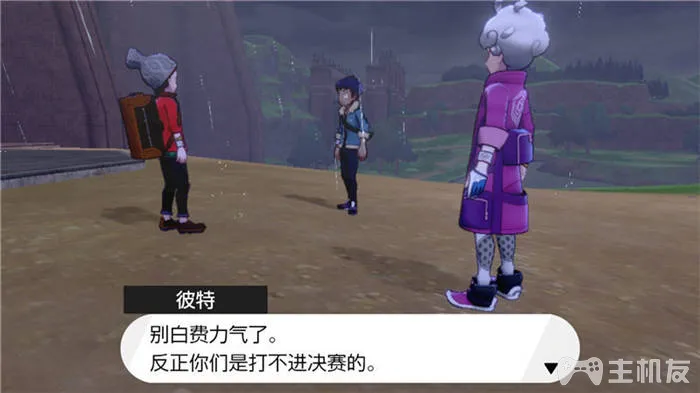 彼特
别白费力气了。
反正你们是打不进决赛的。
主机友